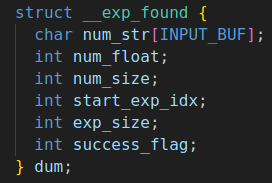 struct __exp_found {
  char num_str[INPUT_BUF];
  int num_float;
  int num_size;
  int start_exp_idx;
  int exp_size;
  int success_flag;
} dum;